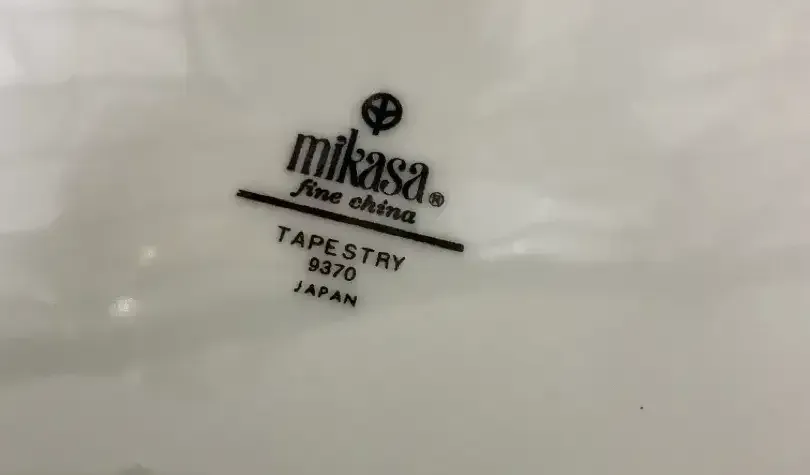 mikasa®
fine china
TAPESTRY
9370
JAPAN